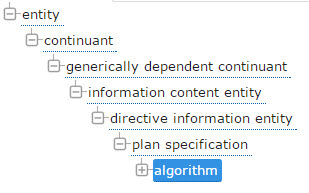 entity
continuant
generically dependent continuant
information content entity
directive information entity
plan specification
algorithm